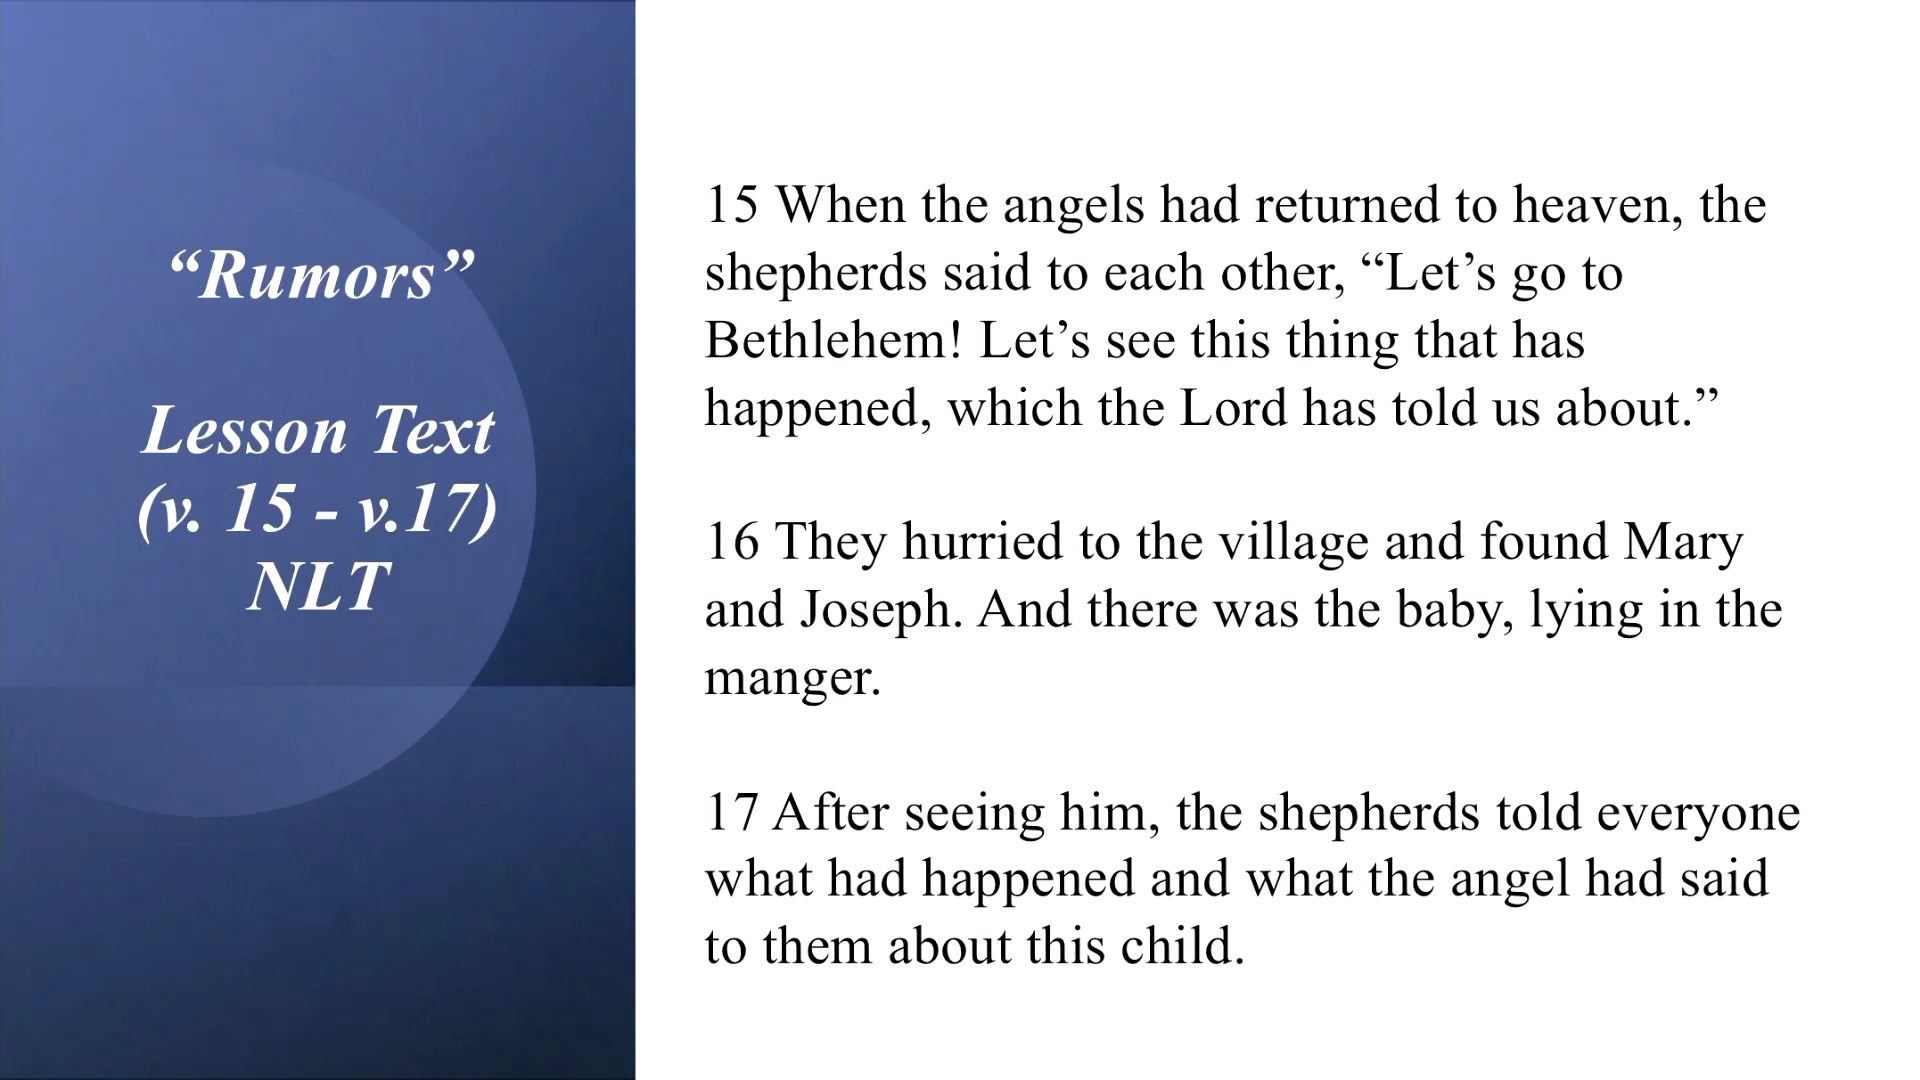 “Rumors”
Lesson Text
(v. 15 - v.17)
NLT
15 When the angels had returned to heaven, the
shepherds said to each other, “Let’s go to
Bethlehem! Let’s see this thing that has
happened, which the Lord has told us about.”
16 They hurried to the village and found Mary
and Joseph. And there was the baby, lying in the
manger.
17 After seeing him, the shepherds told everyone
what had happened and what the angel had said
to them about this child.